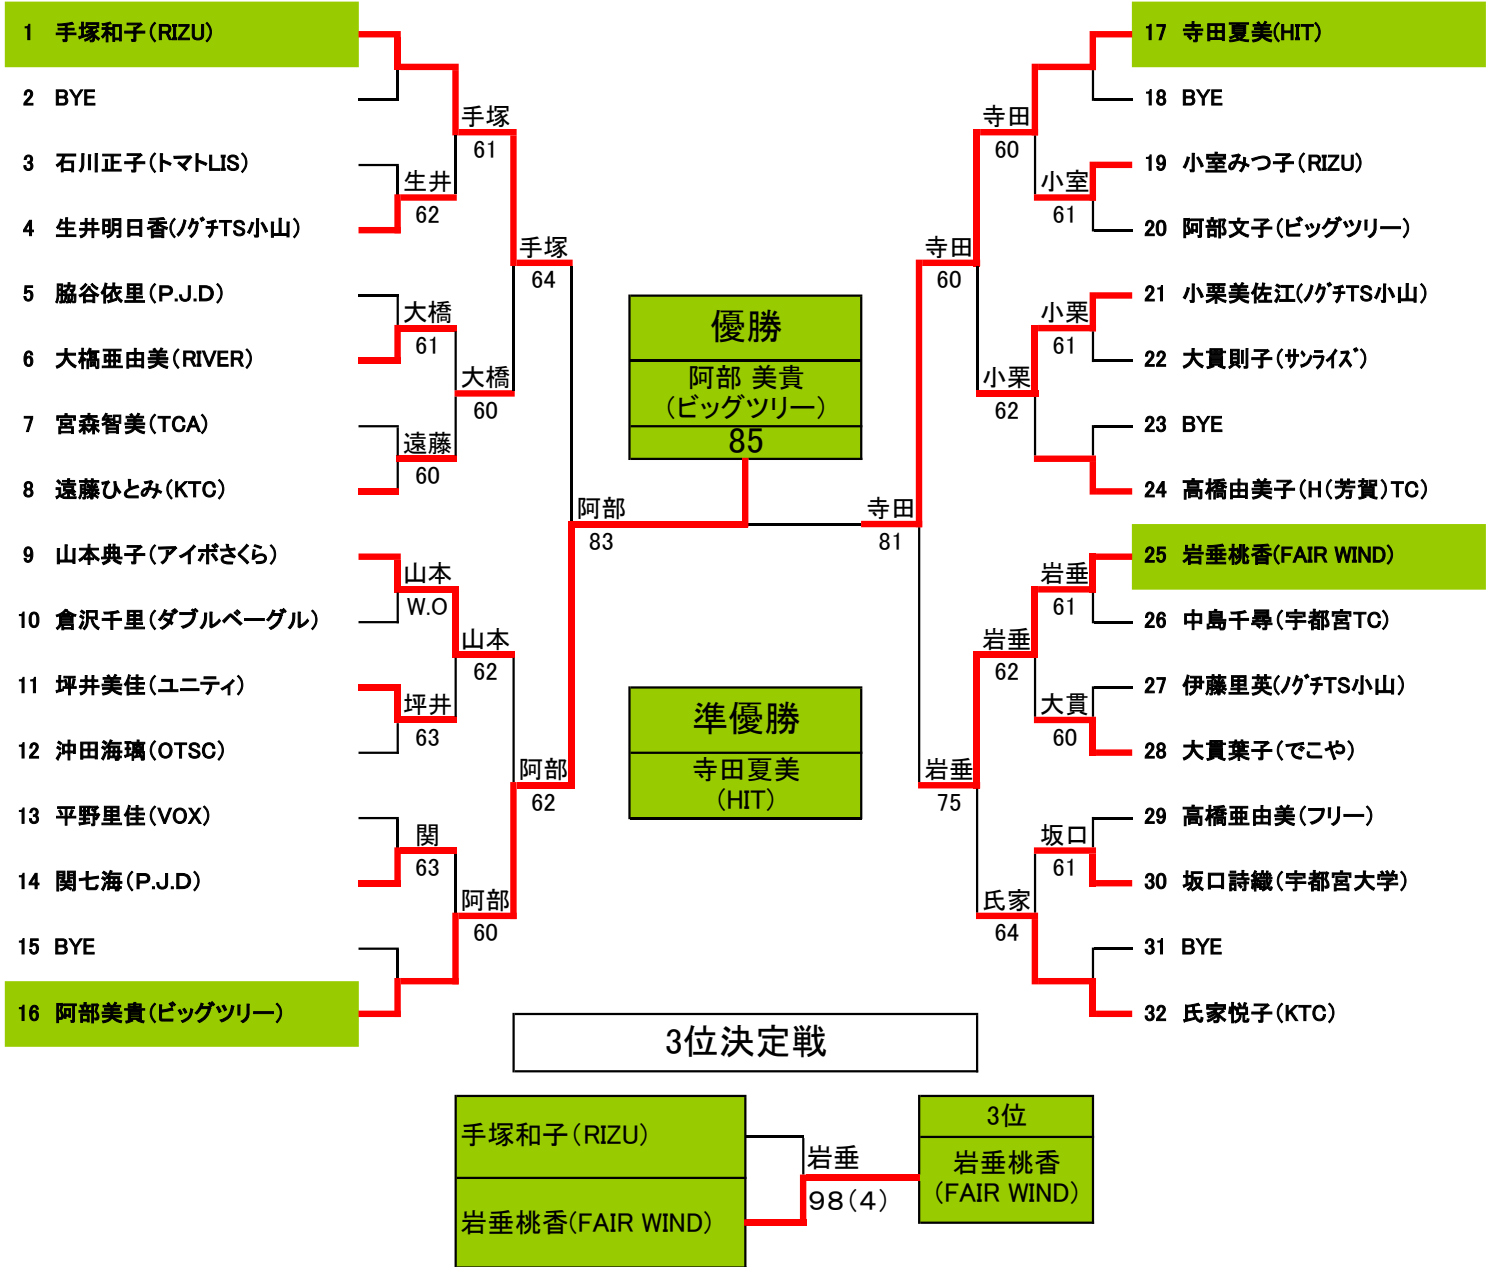 1 手塚和子(RIZU)
2 BYE
3 石川正子(トマトLIS)
4 生井明日香(ノグチTS小山)
5 脇谷依里(P.J.D)
6 大橋亜由美(RIVER)
7 宮森智美(TCA)
8 遠藤ひとみ(KTC)
9 山本典子(アイボさくら)
10 倉沢千里(ダブルベーグル)
11 坪井美佳(ユニティ)
12 沖田海璃(OTSC)
13 平野里佳(VOX)
14 関七海(P.J.D)
15 BYE
16 阿部美貴(ビッグツリー)
生井
62
大橋
61
遠藤
60
山本
W.O
坪井
63
関
63
手塚
61
大橋
60
山本
62
阿部
60
手塚
64
阿部
62
阿部
83
優勝
阿部 美貴
(ビッグツリー)
85
準優勝
寺田夏美
(HIT)
寺田
81
寺田
60
岩垂
75
寺田
60
小栗
62
岩垂
62
氏家
64
小室
61
小栗
61
岩垂
61
大貫
60
坂口
61
17 寺田夏美(HIT)
18 BYE
19 小室みつ子(RIZU)
20 阿部文子(ビッグツリー)
21 小栗美佐江(ノグチTS小山)
22 大貫則子(サンライズ)
23 BYE
24 高橋由美子(H(芳賀)TC)
25 岩垂桃香(FAIR WIND)
26 中島千尋(宇都宮TC)
27 伊藤里英(ノグチTS小山)
28 大貫葉子(でこや)
29 高橋亜由美(フリー)
30 坂口詩織(宇都宮大学)
31 BYE
32 氏家悦子(KTC)
3位決定戦
手塚和子(RIZU)
岩垂桃香(FAIR WIND)
岩垂
98(4)
3位
岩垂桃香
(FAIR WIND)